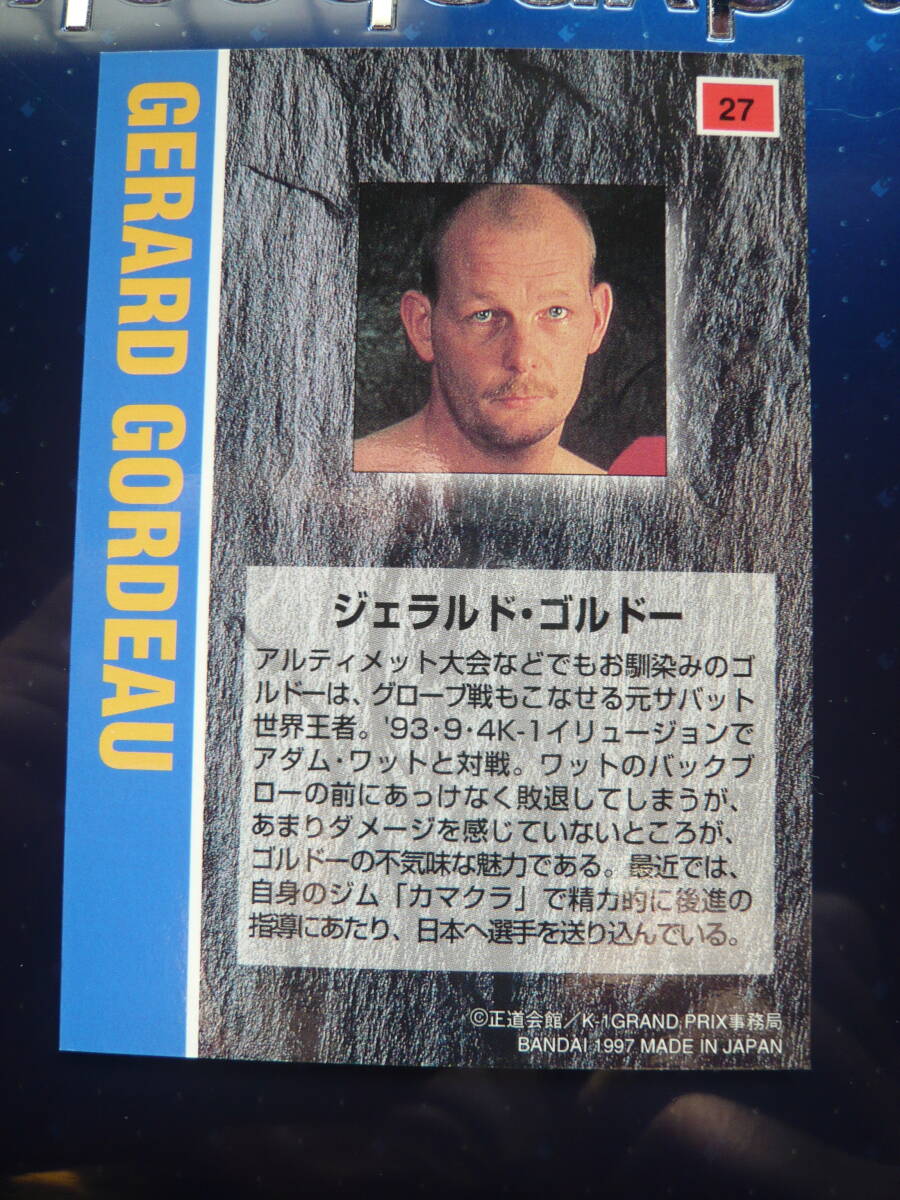 GERARD GORDEAU
27
ジェラルド・ゴルドー
アルティメット大会などでもお馴染みのゴ
ルドーは、グローブ戦もこなせる元サバット
世界王者。'93・9・4K-1イリュージョンで
アダム・ワットと対戦。ワットのバックブ
ローの前にあっけなく敗退してしまうが、
あまりダメージを感じていないところが、
ゴルドーの不気味な魅力である。最近では、
自身のジム「カマクラ」で精力的に後進の
指導にあたり、日本へ選手を送り込んでいる。
©正道会館/K-1GRAND PRIX事務局
BANDAI 1997 MADE IN JAPAN